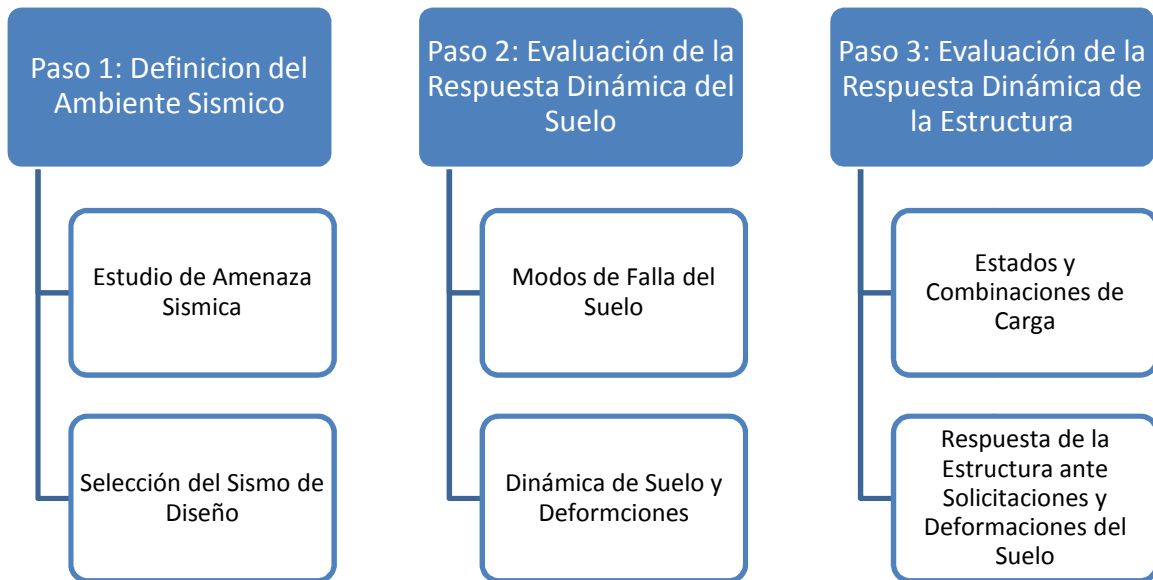 Paso 1: Definicion del
Ambiente Sismico
Estudio de Amenaza
Sismica
Selección del Sismo de
Diseño
Paso 2: Evaluación de la
Respuesta Dinámica del
Suelo
Modos de Falla del
Suelo
Dinámica de Suelo y
Deformciones
Paso 3: Evaluación de la
Respuesta Dinámica de
la Estructura
Estados y
Combinaciones de
Carga
Respuesta de la
Estructura ante
Solicitaciones y
Deformaciones del
Suelo